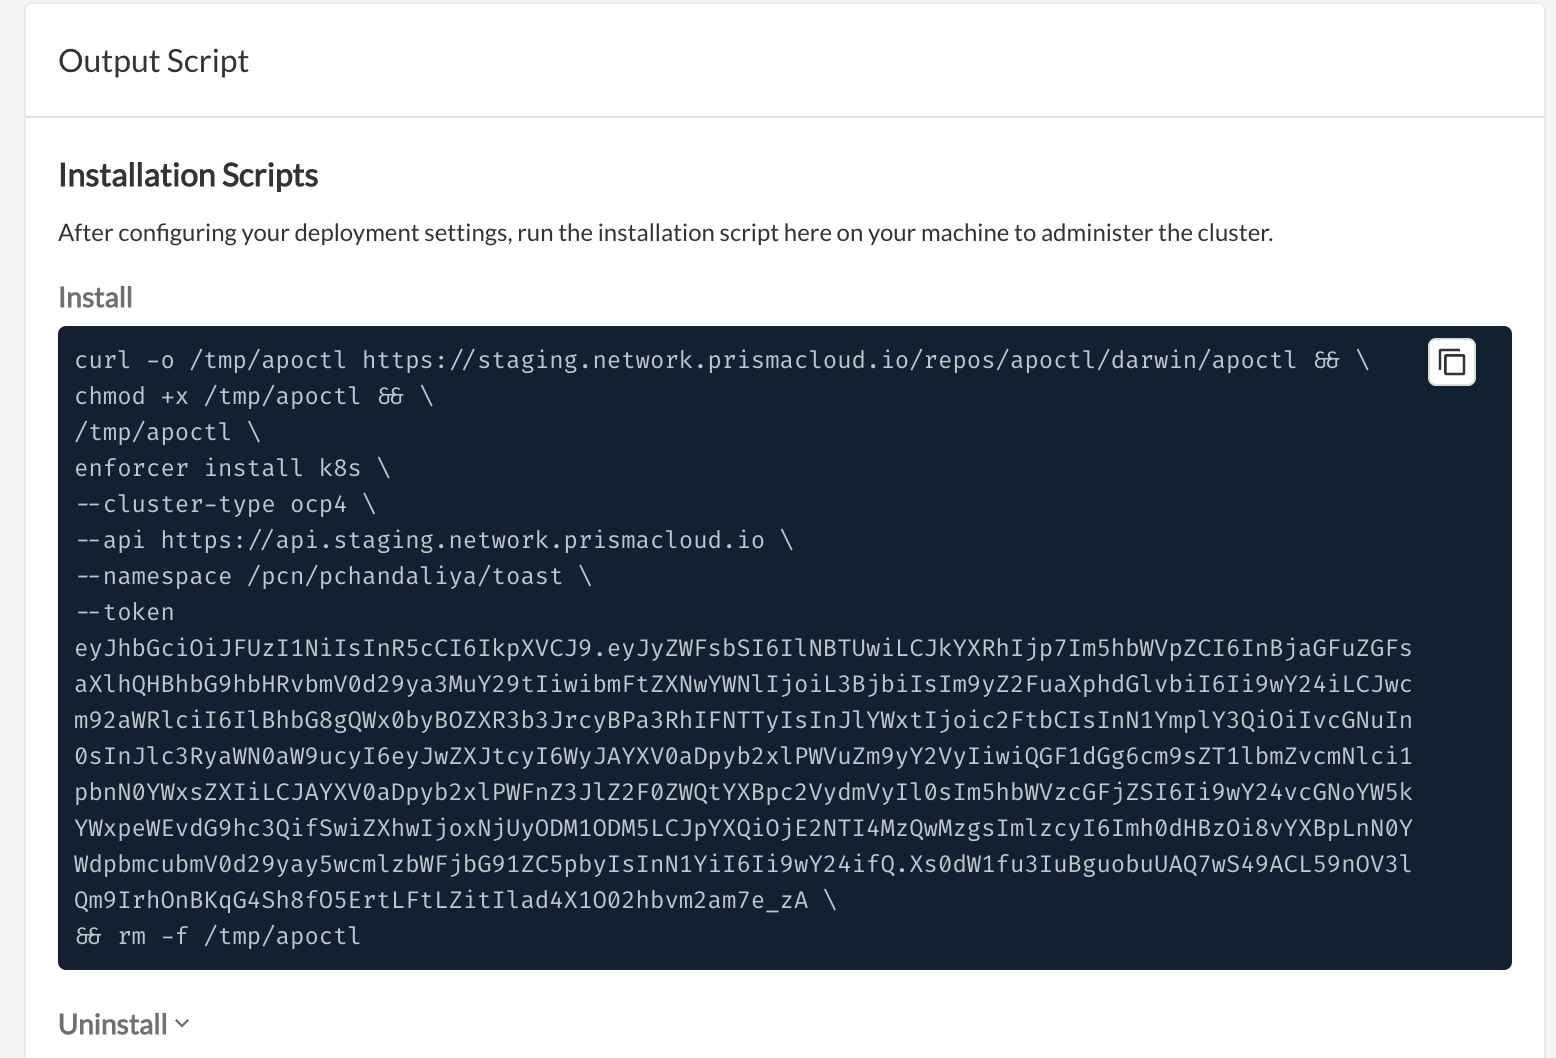 Output Script
Installation Scripts
After configuring your deployment settings, run the installation script here on your machine to administer the cluster.
Install
curl -o /tmp/apoctl https://staging.network.prismacloud.io/repos/apoctl/darwin/apoctl && \
chmod +x /tmp/apoctl && \
/tmp/apoctl \
enforcer install k8s \
--cluster-type ocp4 \
--api https://api.staging.network.prismacloud.io \
--namespace /pcn/pchandaliya/toast \
--token
eyJhbGciOiJFUzI1NiIsInR5cCI6IkpXVCJ9.eyJyZWFsbSI6IlNBTUwiLCJkYXRhIjp7Im5hbWVpZCI6InBjaGFuZGFs
aXlhQHBhbG9hbHRvbmV0d29ya3MuY29tIiwibmFtZXNwYWNlIjoiL3BjbiIsIm9yZ2FuaXphdGlvbiI6Ii9wY24iLCJwc
m92aWRlciI6IlBhbG8gQWx0byBOZXR3b3JrcyBPa3RhIFNTTyIsInJlYWxtIjoic2FtbCIsInN1YmplY3QiOiIvcGNuIn
0sInJlc3RyaWN0aW9ucyI6eyJwZXJtcyI6WyJAYXV0aDpyb2xlPWVuZm9yY2VyIiwiQGF1dGg6cm9sZT1lbmZvcmNlci1
pbnN0YWxsZXIiLCJAYXV0aDpyb2xlPWFnZ3JlZ2F0ZWQtYXBpc2VydmVyIl0sIm5hbWVzcGFjZSI6Ii9wY24vcGNoYW5k
YWxpeWEvdG9hc3QifSwiZXhwIjoxNjUyODM1ODM5LCJpYXQiOjE2NTI4MzQwMzgsImlzcyI6Imh0dHBzOi8vYXBpLnN0Y
WdpbmcubmV0d29yay5wcmlzbWFjbG91ZC5pbyIsInN1YiI6Ii9wY24ifQ.Xs0dW1fu3IuBguobuUAQ7wS49ACL59nOV3l
Qm9IrhOnBKqG4Sh8fO5ErtLFtLZitIlad4X1O02hbvm2am7e_zA \
&& rm -f /tmp/apoctl
Uninstall